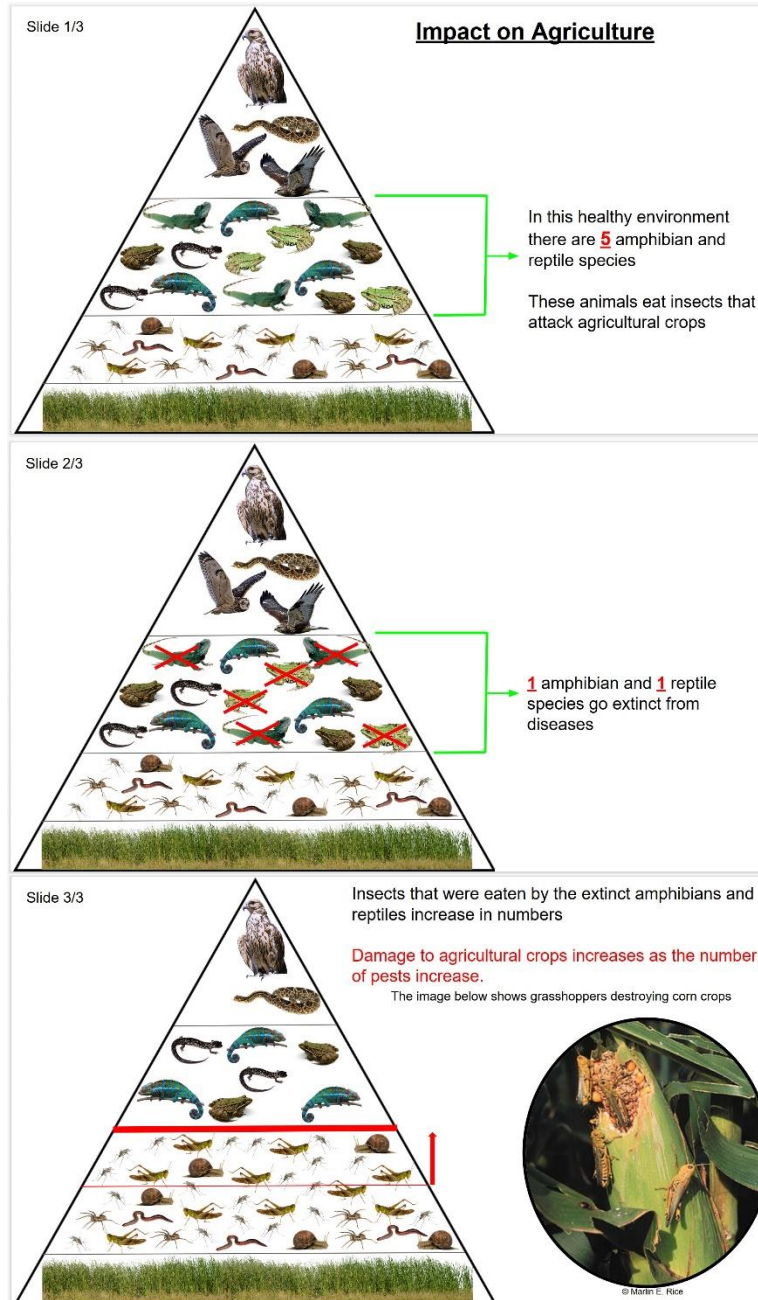 Slide 1/3
Impact on Agriculture
In this healthy environment
there are 5 amphibian and
reptile species
These animals eat insects that
attack agricultural crops
Slide 2/3
1 amphibian and 1 reptile
species go extinct from
diseases
Slide 3/3
Insects that were eaten by the extinct amphibians and
reptiles increase in numbers
Damage to agricultural crops increases as the number
of pests increase.
The image below shows grasshoppers destroying corn crops
© Marlin E. Rice